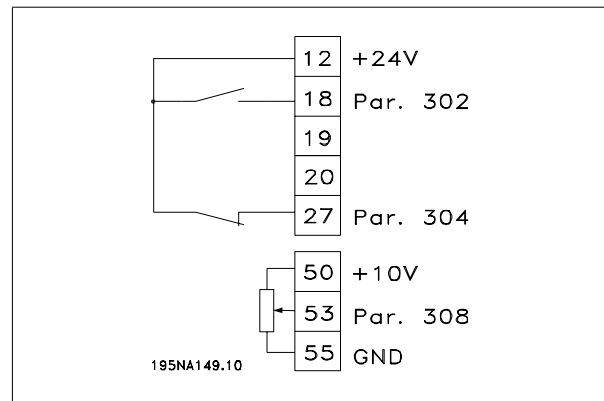 12 +24V
18 Par. 302
19
20
27 Par. 304
50 +10V
53 Par. 308
55 GND
195NA149.10